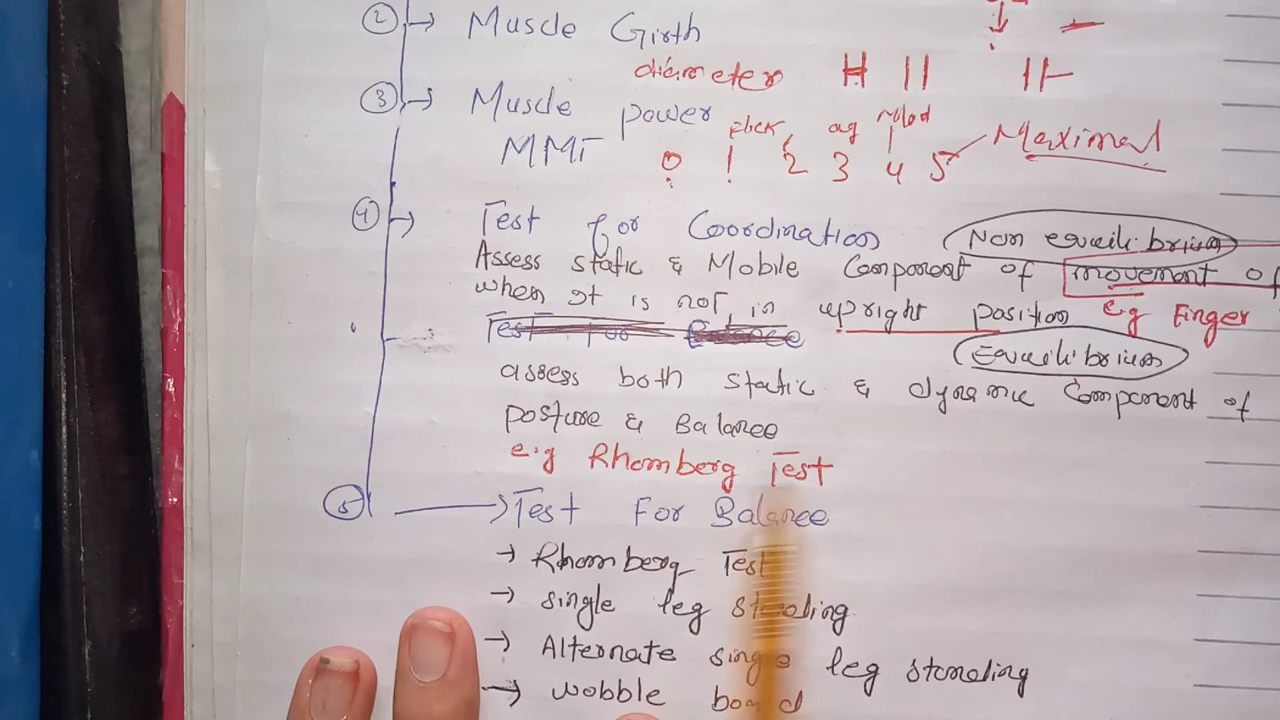 ② → Muscle Girth
diameter
③ → Muscle power
MMT 0 1 2 3 4 5 Maximal
④ → Test for Coordination Non equilibrium
Assess static & Mobile Component of movement of
when it is not in upright position e.g Finger
Equilibrium
assess both static & dynamic Component of
posture & Balance
e.g Rhomberg Test
⑤ → Test For Balance
→ Rhomberg Test
→ single leg standing
→ Alternate single leg standing
→ wobble board